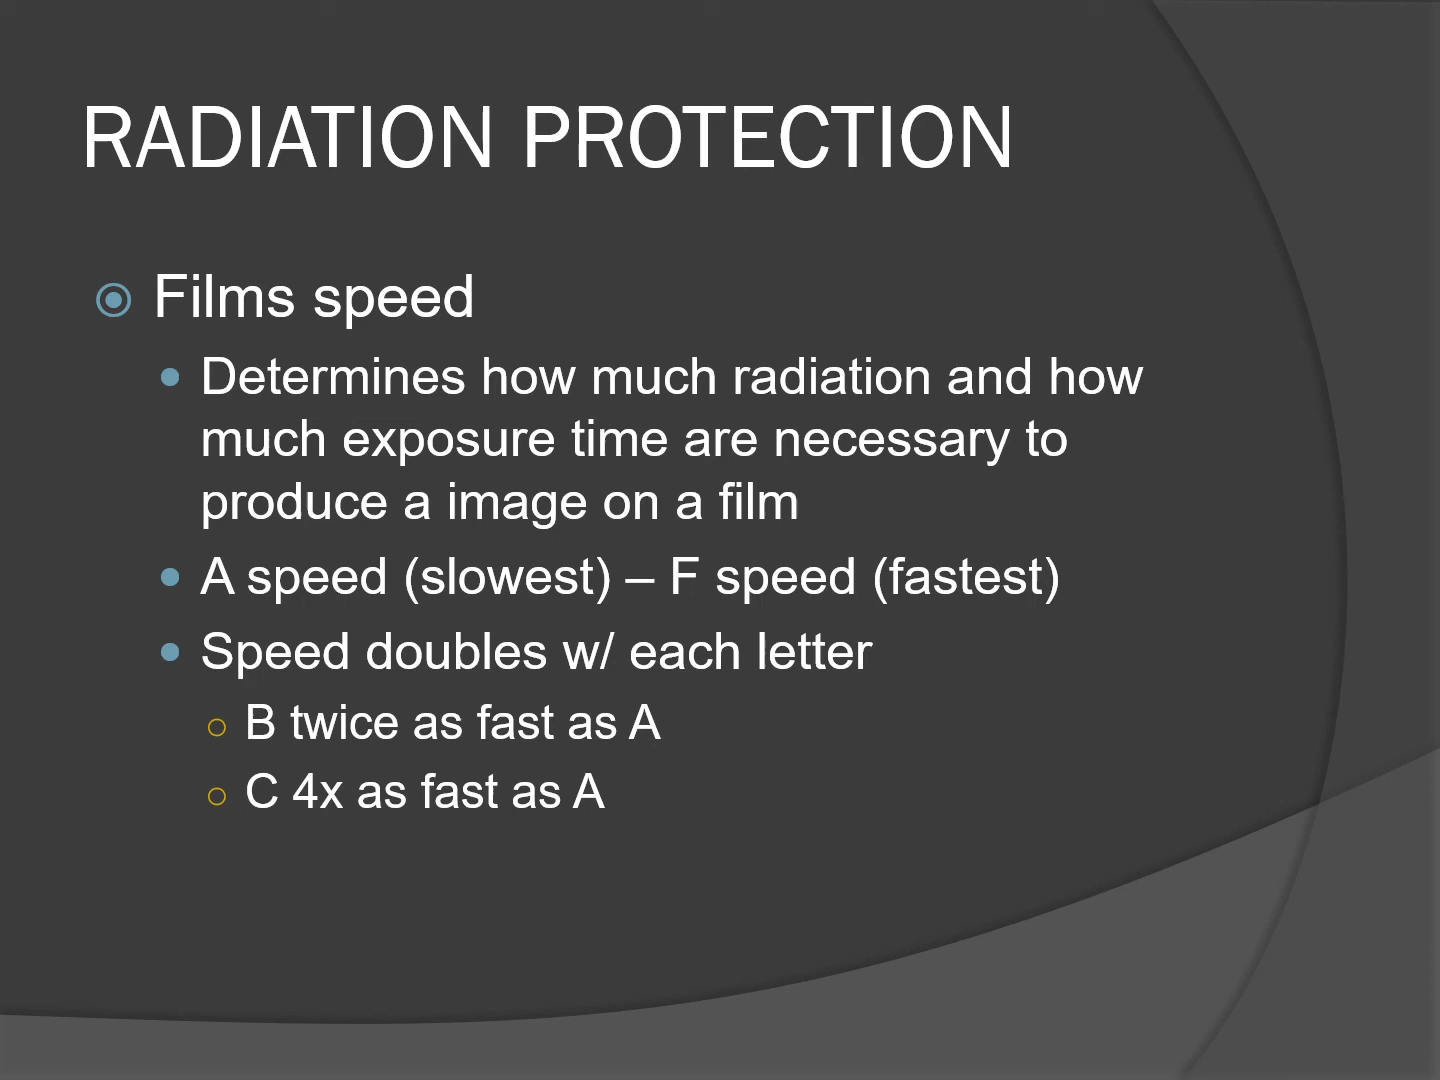 RADIATION PROTECTION
Films speed
Determines how much radiation and how
much exposure time are necessary to
produce a image on a film
A speed (slowest) – F speed (fastest)
Speed doubles w/ each letter
B twice as fast as A
C 4x as fast as A